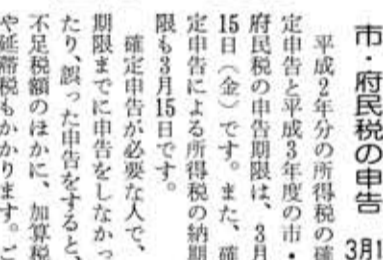 市・府民税の申告 3月1
平成2年分の所得税の確
定申告と平成3年度の市・
府民税の申告期限は、3月
15日(金)です。また、確
定申告による所得税の納期
限も3月15日です。
確定申告が必要な人で、
期限までに申告をしなかっ
たり、誤った申告をすると、
不足税額のほかに、加算税
や延滞税もかかります。ご